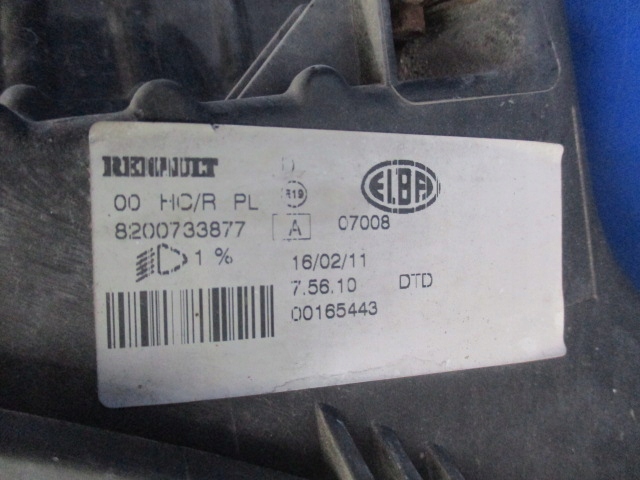 RENAULT D ELBA
00 HC/R PL R19
8200733877 A 07008
1 % 16/02/11
7.56.10 DTD
00165443